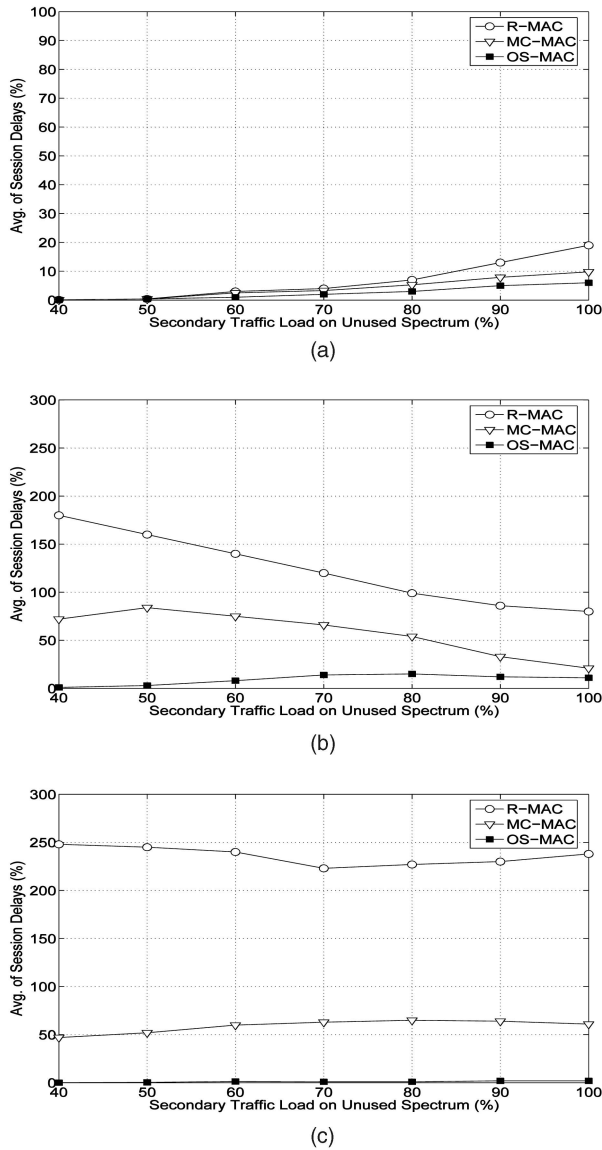 100
90
80
70
60
50
40
30
20
10
0
Avg. of Session Delays (%)
R−MAC
MC−MAC
OS−MAC
40 50 60 70 80 90 100
Secondary Traffic Load on Unused Spectrum (%)
(a)
300
250
200
150
100
50
0
Avg. of Session Delays (%)
R−MAC
MC−MAC
OS−MAC
40 50 60 70 80 90 100
Secondary Traffic Load on Unused Spectrum (%)
(b)
300
250
200
150
100
50
0
Avg. of Session Delays (%)
R−MAC
MC−MAC
OS−MAC
40 50 60 70 80 90 100
Secondary Traffic Load on Unused Spectrum (%)
(c)